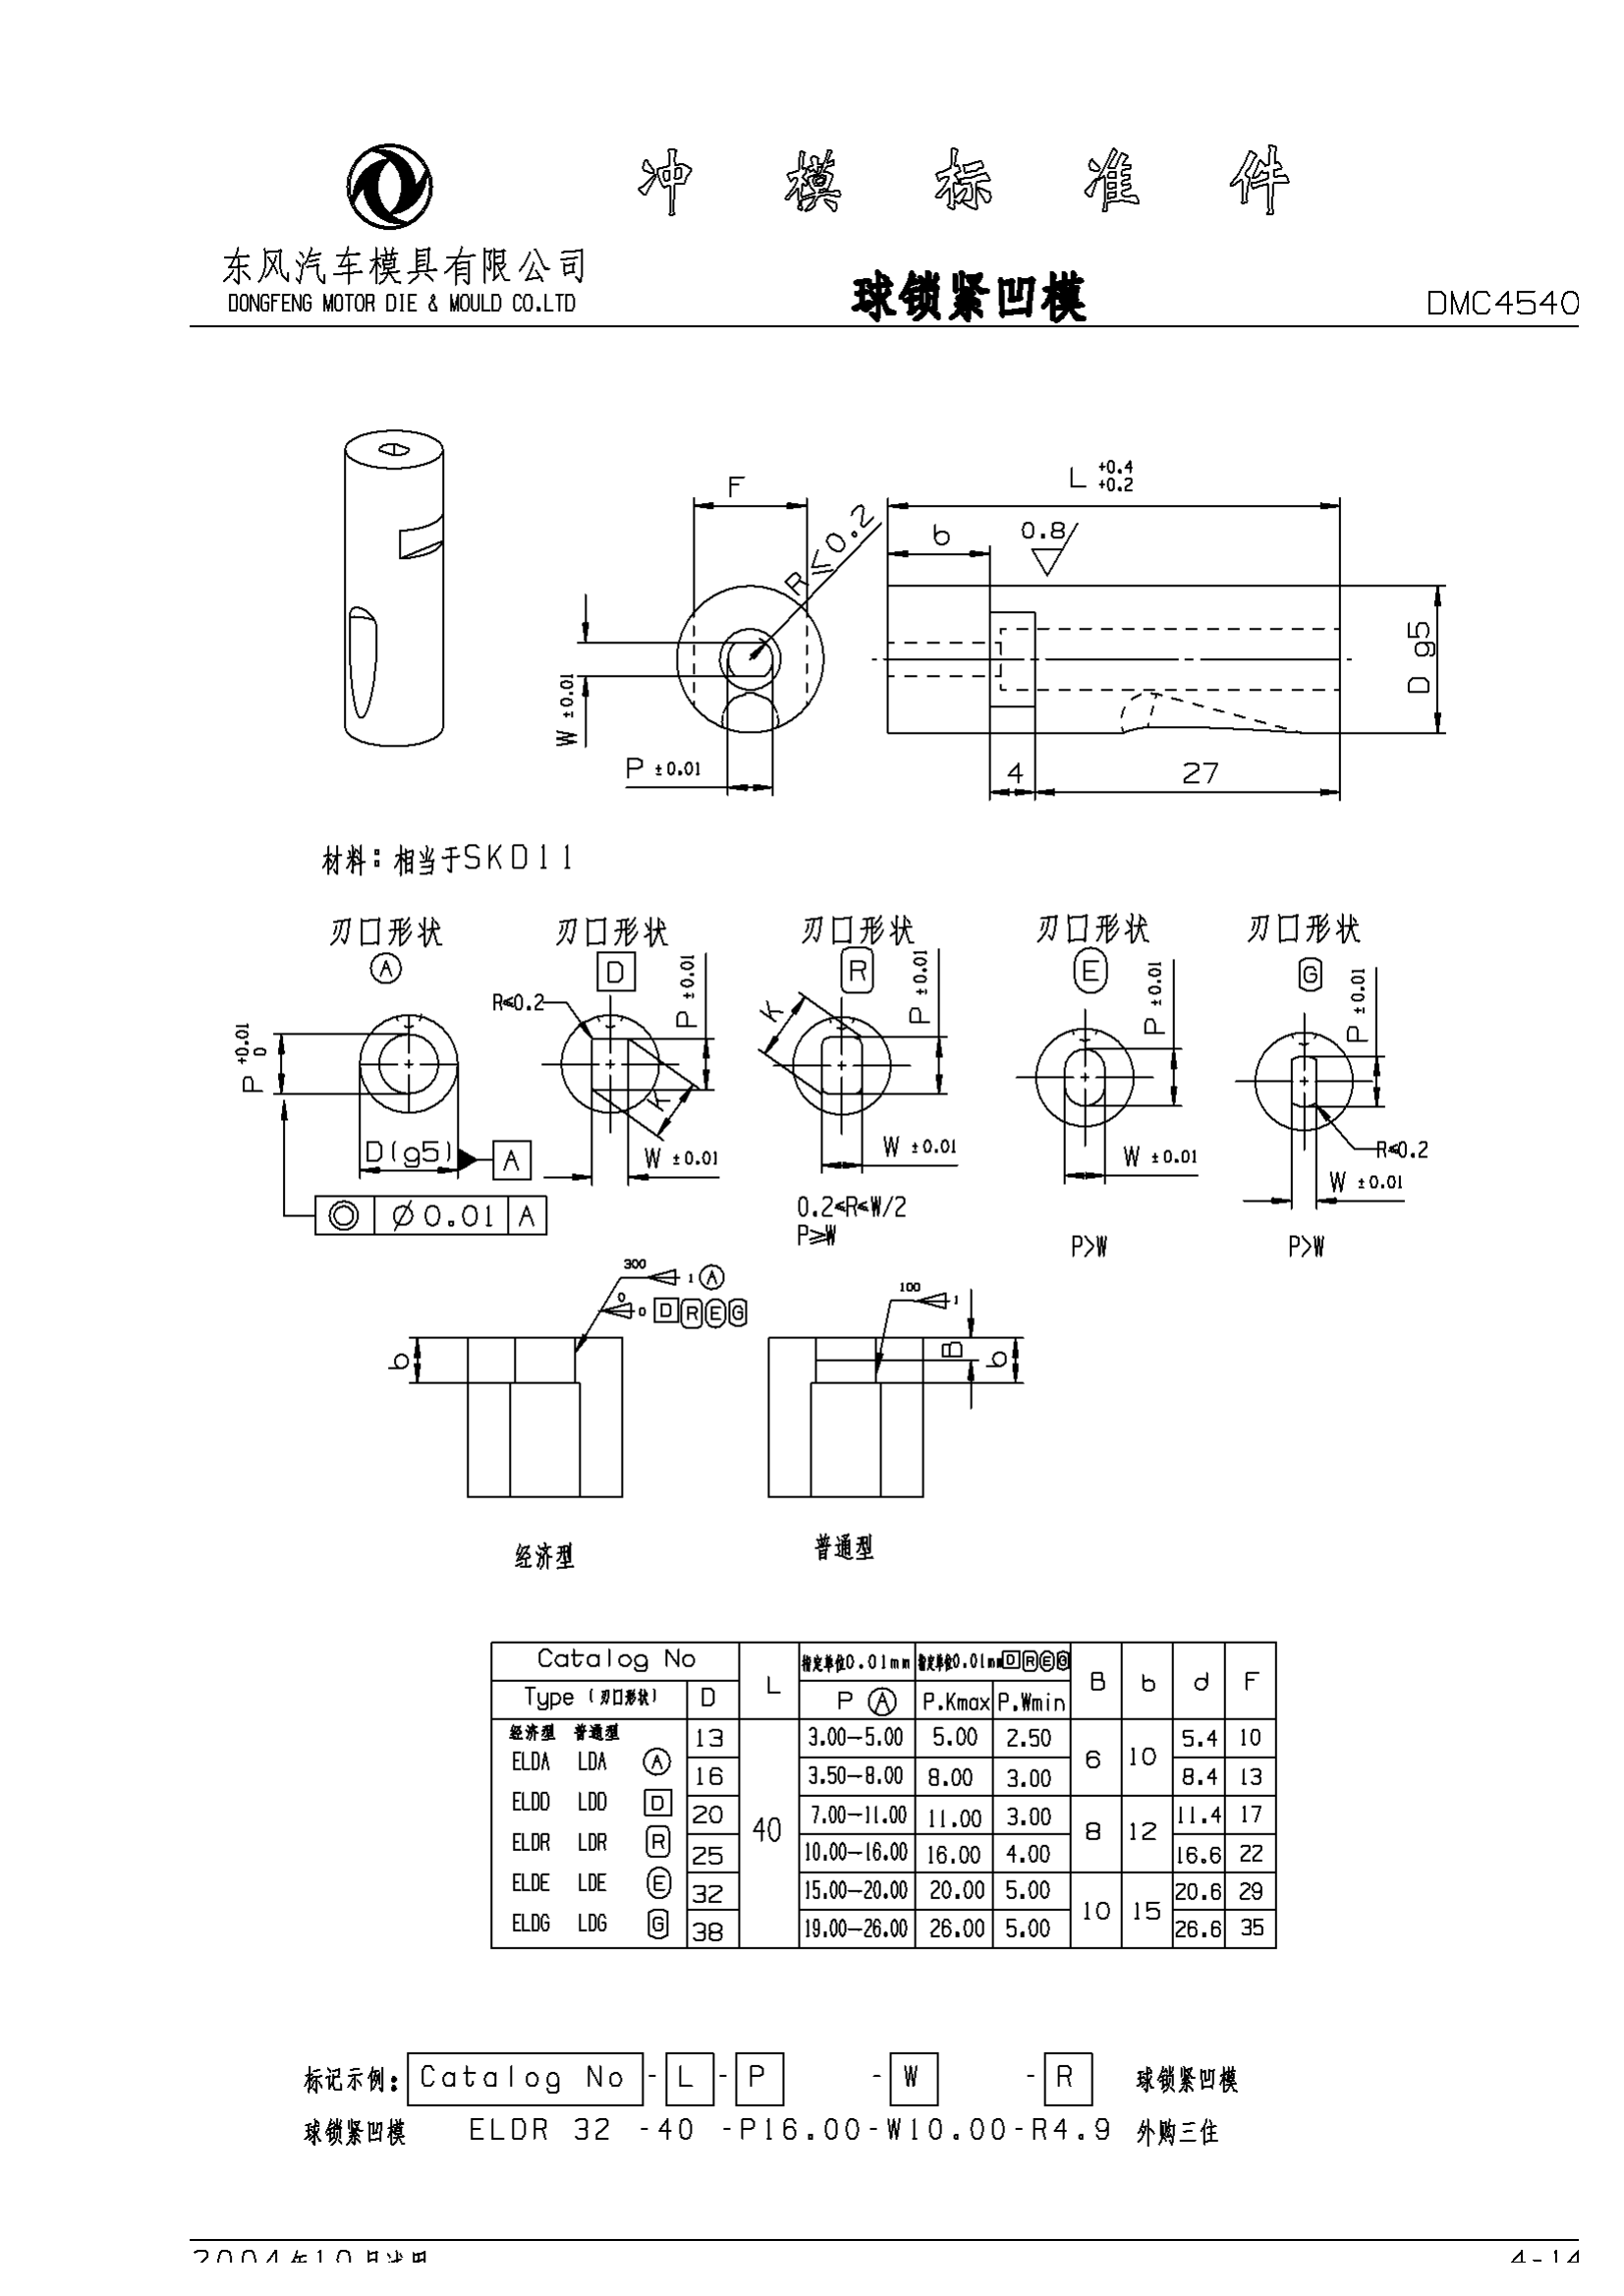 冲 模 标 准 件
东风汽车模具有限公司
DONGFENG MOTOR DIE & MOULD CO.LTD
球锁紧凹模
DMC4540
F
R≤0.2
L +0.4 +0.2
b
0.8
W ±0.01
P ±0.01
D g5
4
27
材料：相当于SKD11
刃口形状
A
刃口形状
D
刃口形状
R
刃口形状
E
刃口形状
G
P +0.01 0
D(g5)
A
◎ Ø0.01 A
R≤0.2
P ±0.01
K
W ±0.01
K
P ±0.01
W ±0.01
0.2≤R≤W/2
P≥W
P ±0.01
W ±0.01
P>W
P ±0.01
R≤0.2
W ±0.01
P>W
300
1 A
0
0 D R E G
b
经济型
100
1
B
b
普通型
Catalog No
L
指定单位0.01mm
指定单位0.01mm D R E G
B
b
d
F
Type (刃口形状)
D
P A
P.Kmax
P.Wmin
经济型 普通型
ELDA LDA A
ELDD LDD D
ELDR LDR R
ELDE LDE E
ELDG LDG G
40
13 3.00—5.00 5.00 2.50 5.4 10
6 10
16 3.50—8.00 8.00 3.00 8.4 13
20 7.00—11.00 11.00 3.00 11.4 17
8 12
25 10.00—16.00 16.00 4.00 16.6 22
32 15.00—20.00 20.00 5.00 20.6 29
10 15
38 19.00—26.00 26.00 5.00 26.6 35
标记示例: Catalog No - L - P - W - R 球锁紧凹模
球锁紧凹模 ELDR 32 -40 -P16.00-W10.00-R4.9 外购三住
2004年10月
4-14